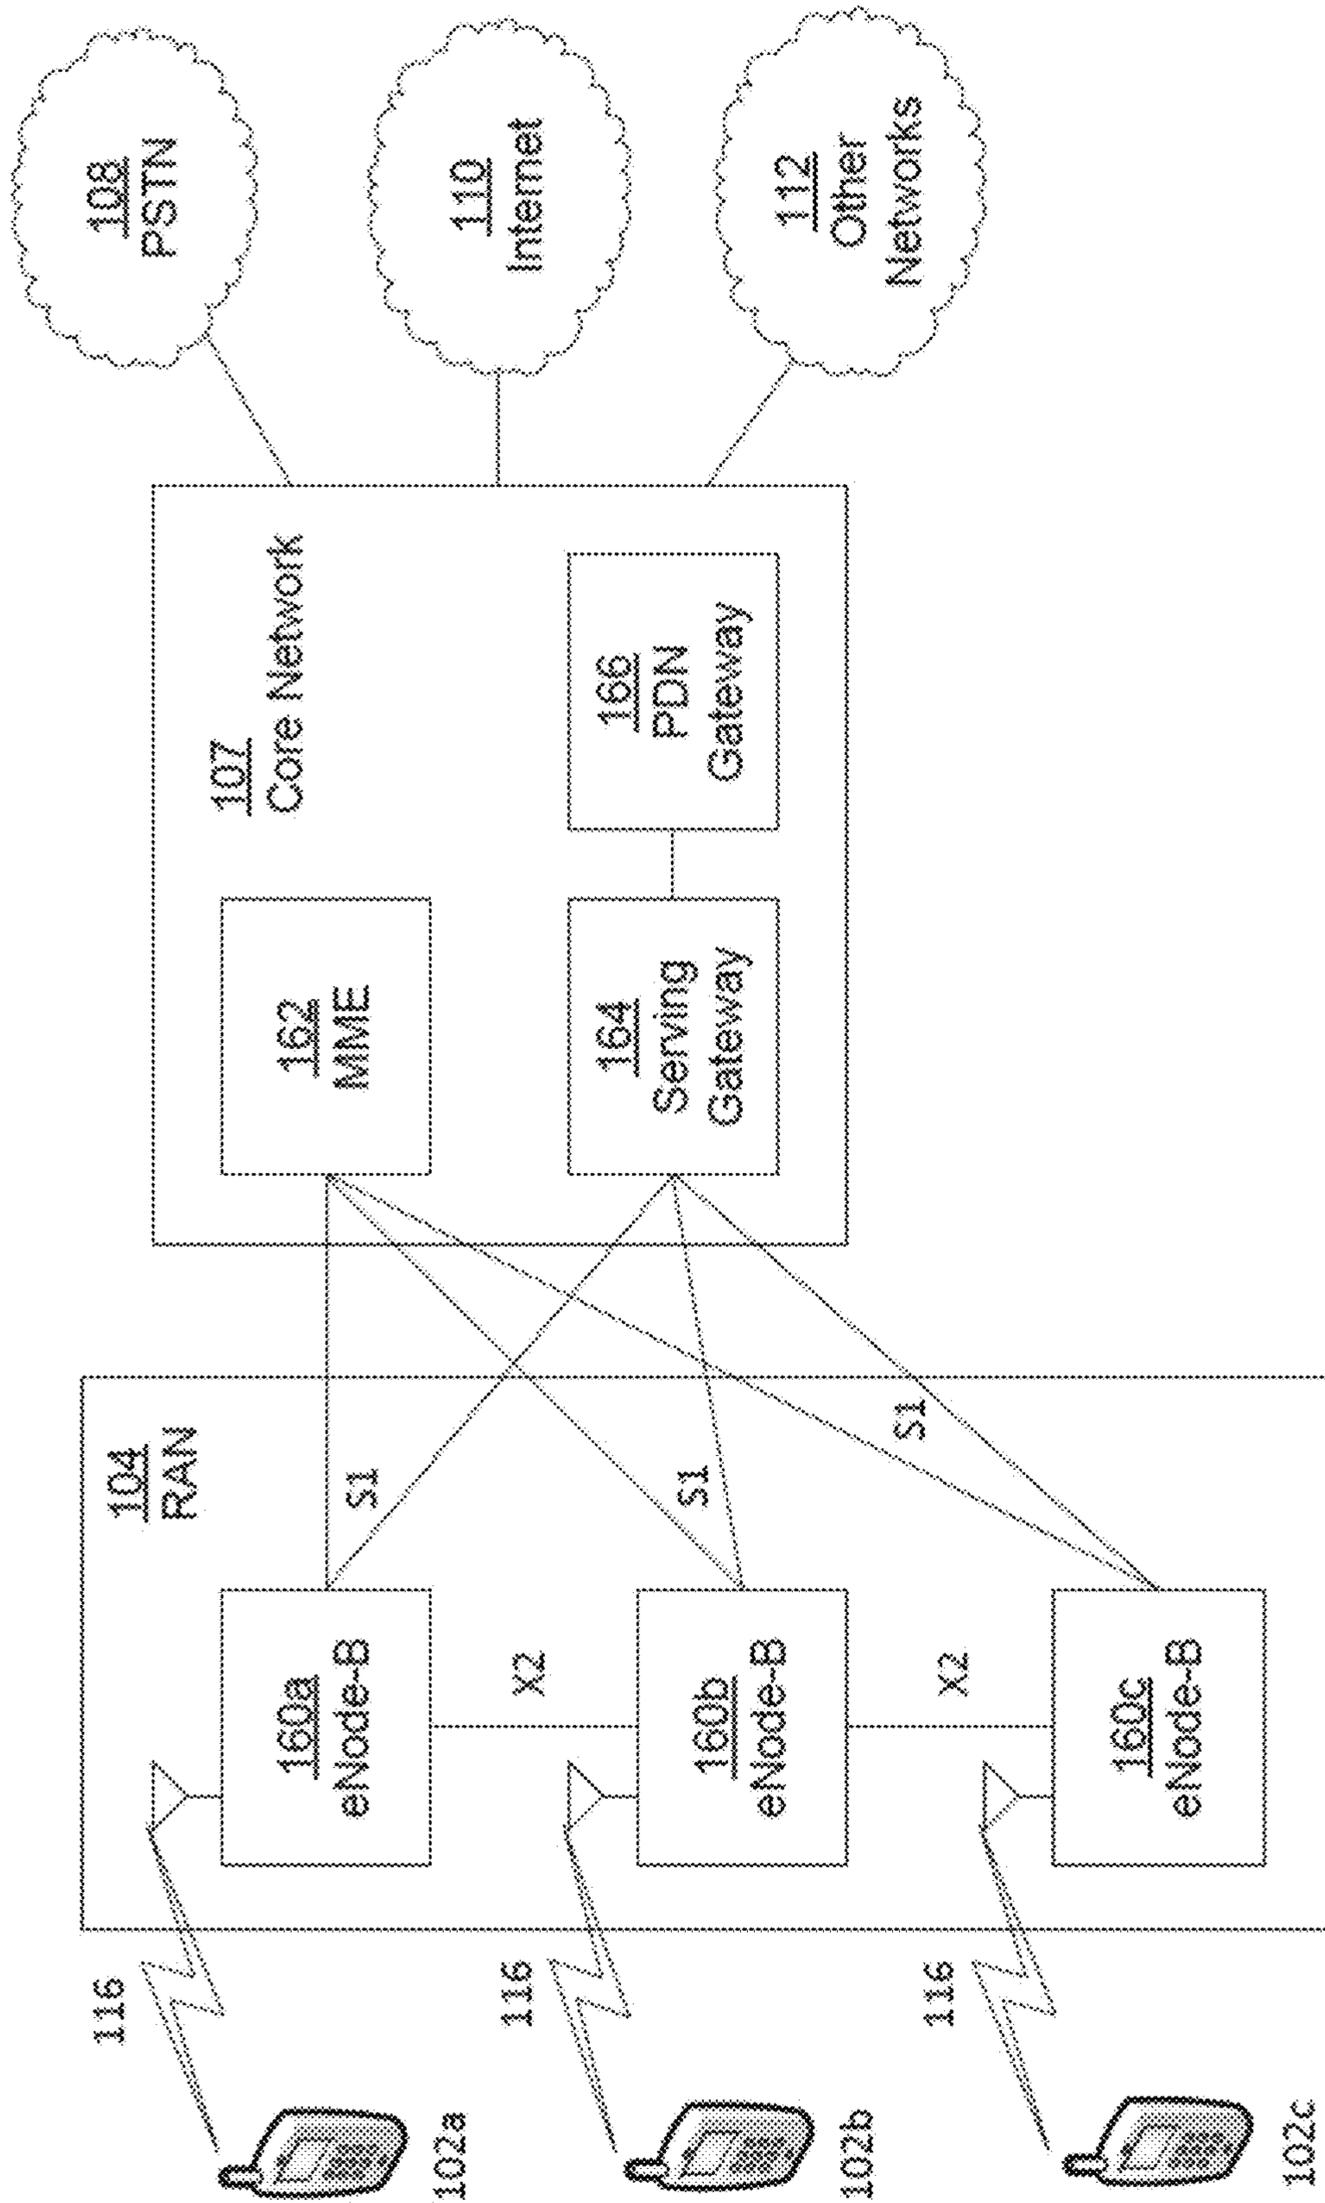 102a
116
160a
eNode-B
104
RAN
S1
X2
102b
116
160b
eNode-B
S1
X2
102c
116
160c
eNode-B
S1
107
Core Network
162
MME
164
Serving
Gateway
166
PDN
Gateway
108
PSTN
110
Internet
112
Other
Networks